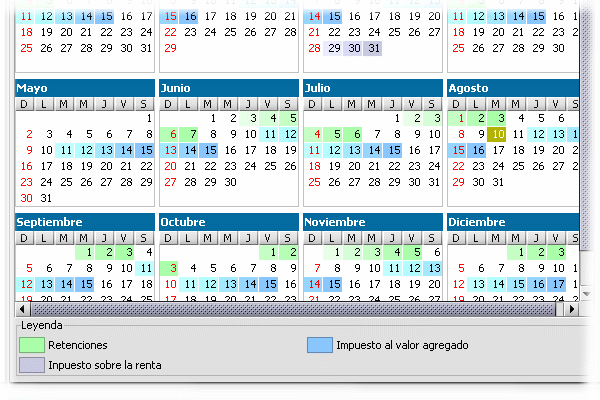 11 12 13 14 15 16 17 15 16 17 18 19 20 21 14 15 16 17 18 19 20 11 12 13 14 15 16
18 19 20 21 22 23 24 22 23 24 25 26 27 28 21 22 23 24 25 26 27 18 19 20 21 22 23
25 26 27 28 29 30 31 29 28 29 30 31 25 26 27 28 29 30
Mayo Junio Julio Agosto
D L M M J V S D L M M J V S D L M M J V S D L M M J V S
1 1 2 3 4 5 1 2 3 1 2 3 4 5 6 7
2 3 4 5 6 7 8 6 7 8 9 10 11 12 4 5 6 7 8 9 10 8 9 10 11 12 13
9 10 11 12 13 14 15 13 14 15 16 17 18 19 11 12 13 14 15 16 17 15 16 17 18 19 20
16 17 18 19 20 21 22 20 21 22 23 24 25 26 18 19 20 21 22 23 24 22 23 24 25 26 27
23 24 25 26 27 28 29 27 28 29 30 25 26 27 28 29 30 31 29 30 31
30 31
Septiembre Octubre Noviembre Diciembre
D L M M J V S D L M M J V S D L M M J V S D L M M J V S
1 2 3 4 1 2 1 2 3 4 5 6 1 2 3 4
5 6 7 8 9 10 11 3 4 5 6 7 8 9 7 8 9 10 11 12 13 5 6 7 8 9 10
12 13 14 15 16 17 18 10 11 12 13 14 15 16 14 15 16 17 18 19 20 12 13 14 15 16 17
Leyenda
Retenciones Impuesto al valor agregado
Inpuesto sobre la renta